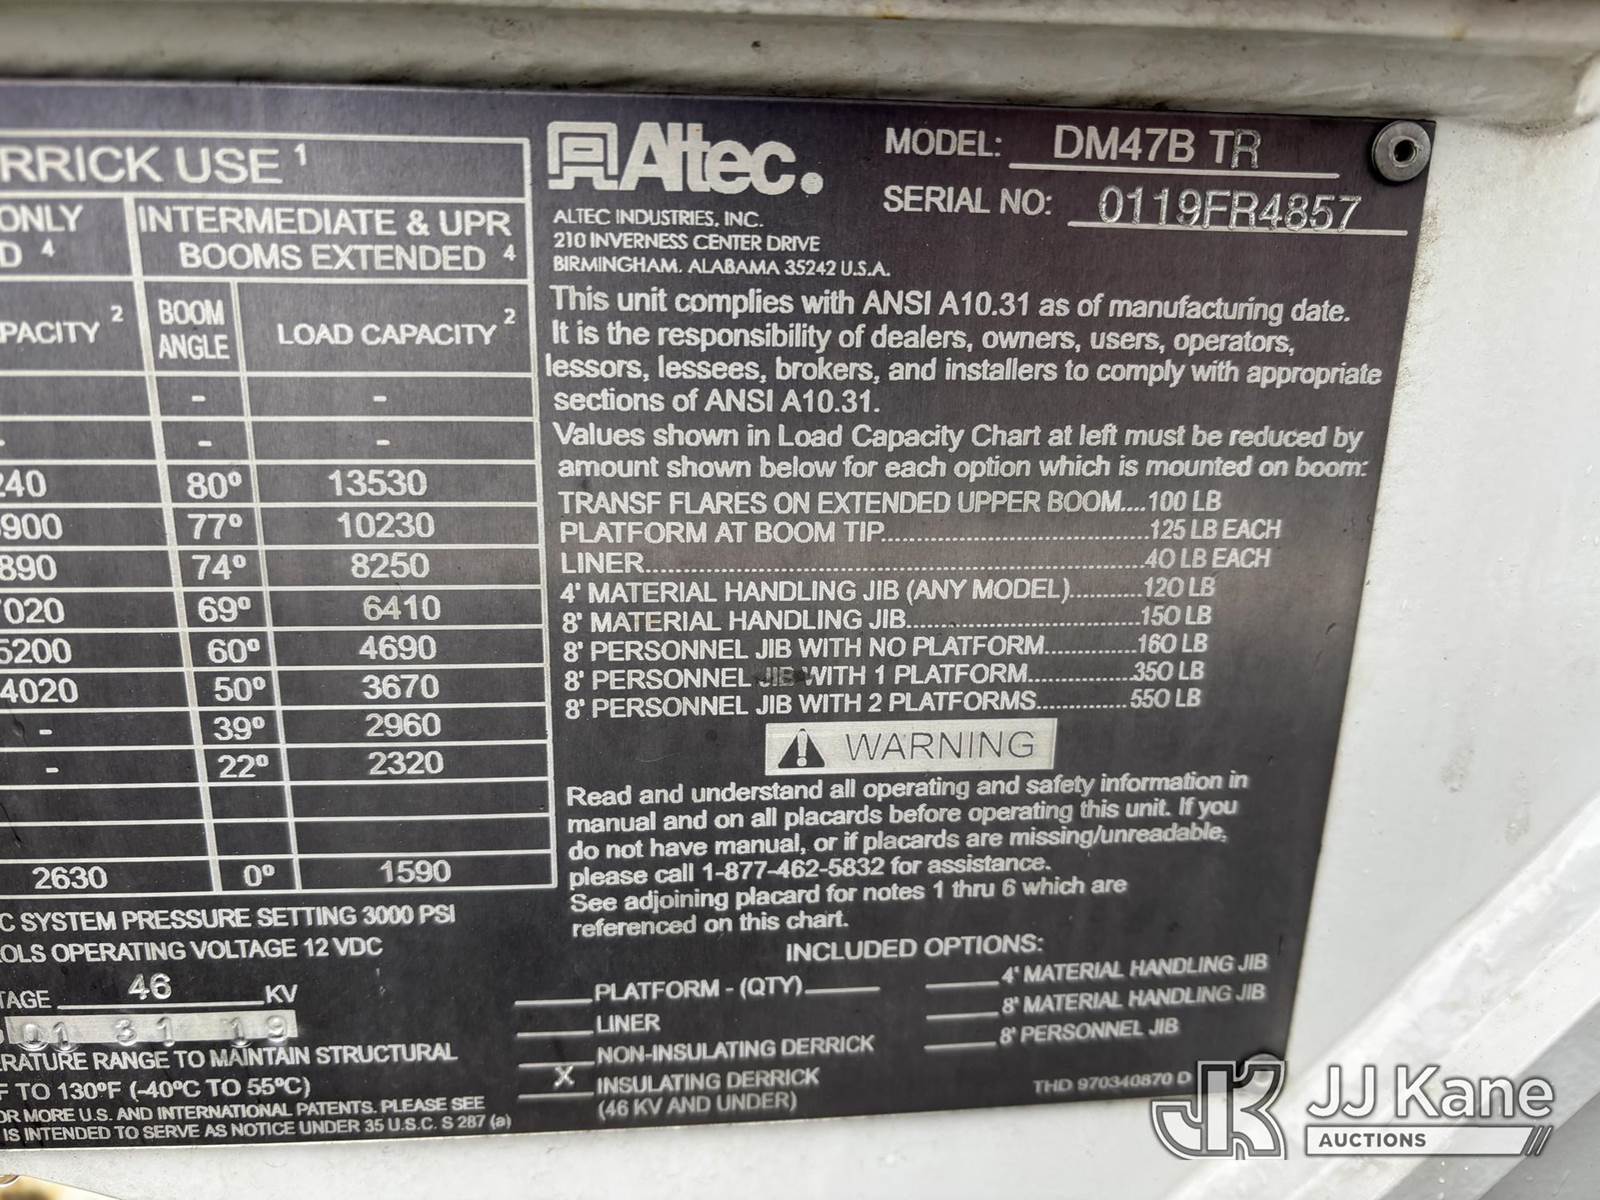 RRICK USE 1
ONLY
D 4
INTERMEDIATE & UPR
BOOMS EXTENDED 4
PACITY 2
BOOM
ANGLE
LOAD CAPACITY 2
- -
- - -
240 80° 13530
900 77° 10230
890 74° 8250
7020 69° 6410
5200 60° 4690
4020 50° 3670
- 39° 2960
- 22° 2320
2630 0° 1590
C SYSTEM PRESSURE SETTING 3000 PSI
OLS OPERATING VOLTAGE 12 VDC
TAGE 46 KV
01 31 19
RATURE RANGE TO MAINTAIN STRUCTURAL
F TO 130°F (-40°C TO 55°C)
OR MORE U.S. AND INTERNATIONAL PATENTS. PLEASE SEE
IS INTENDED TO SERVE AS NOTICE UNDER 35 U.S.C. S 287 (a)
Altec.
MODEL: DM47B TR
SERIAL NO: 0119FR4857
ALTEC INDUSTRIES, INC.
210 INVERNESS CENTER DRIVE
BIRMINGHAM, ALABAMA 35242 U.S.A.
This unit complies with ANSI A10.31 as of manufacturing date.
It is the responsibility of dealers, owners, users, operators,
lessors, lessees, brokers, and installers to comply with appropriate
sections of ANSI A10.31.
Values shown in Load Capacity Chart at left must be reduced by
amount shown below for each option which is mounted on boom:
TRANSF FLARES ON EXTENDED UPPER BOOM....100 LB
PLATFORM AT BOOM TIP..............................125 LB EACH
LINER..............................................................40 LB EACH
4' MATERIAL HANDLING JIB (ANY MODEL)...........120 LB
8' MATERIAL HANDLING JIB...................................150 LB
8' PERSONNEL JIB WITH NO PLATFORM..............160 LB
8' PERSONNEL JIB WITH 1 PLATFORM................350 LB
8' PERSONNEL JIB WITH 2 PLATFORMS..............550 LB
WARNING
Read and understand all operating and safety information in
manual and on all placards before operating this unit. If you
do not have manual, or if placards are missing/unreadable,
please call 1-877-462-5832 for assistance.
See adjoining placard for notes 1 thru 6 which are
referenced on this chart.
INCLUDED OPTIONS:
PLATFORM - (QTY)
LINER
NON-INSULATING DERRICK
X INSULATING DERRICK
(46 KV AND UNDER)
4' MATERIAL HANDLING JIB
8' MATERIAL HANDLING JIB
8' PERSONNEL JIB
THD 970340870 D
JK JJ Kane
AUCTIONS